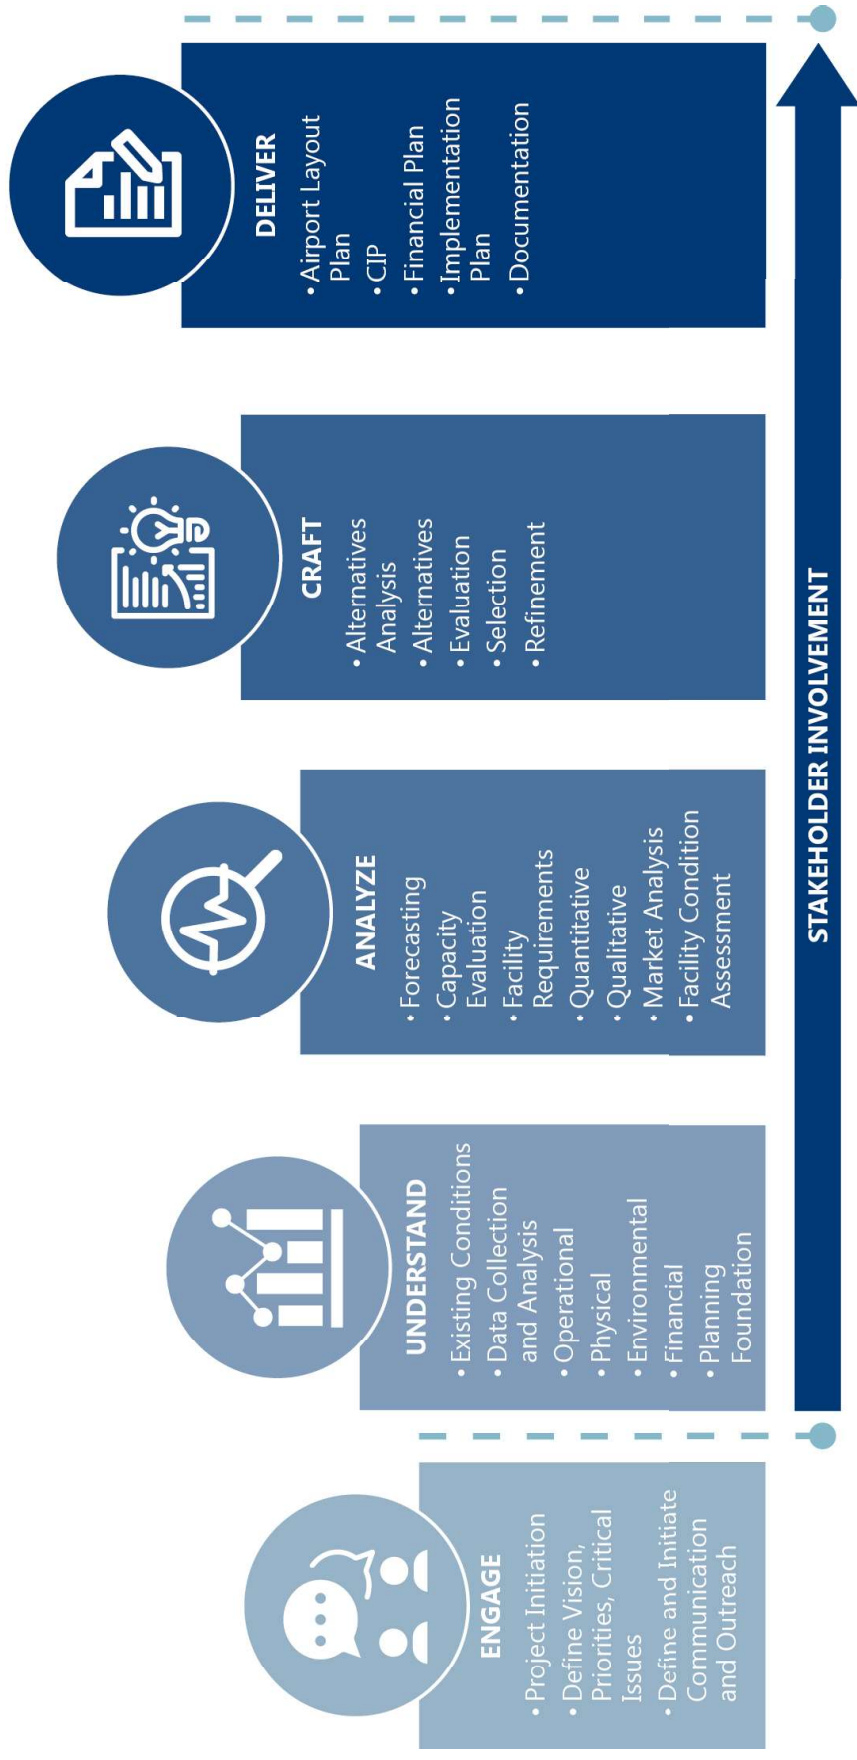 ENGAGE
• Project Initiation
• Define Vision,
Priorities, Critical
Issues
• Define and Initiate
Communication
and Outreach
UNDERSTAND
• Existing Conditions
• Data Collection
and Analysis
• Operational
• Physical
• Environmental
• Financial
• Planning
Foundation
ANALYZE
• Forecasting
• Capacity
Evaluation
• Facility
Requirements
• Quantitative
• Qualitative
• Market Analysis
• Facility Condition
Assessment
CRAFT
• Alternatives
Analysis
• Alternatives
• Evaluation
• Selection
• Refinement
DELIVER
• Airport Layout
Plan
• CIP
• Financial Plan
• Implementation
Plan
• Documentation
STAKEHOLDER INVOLVEMENT